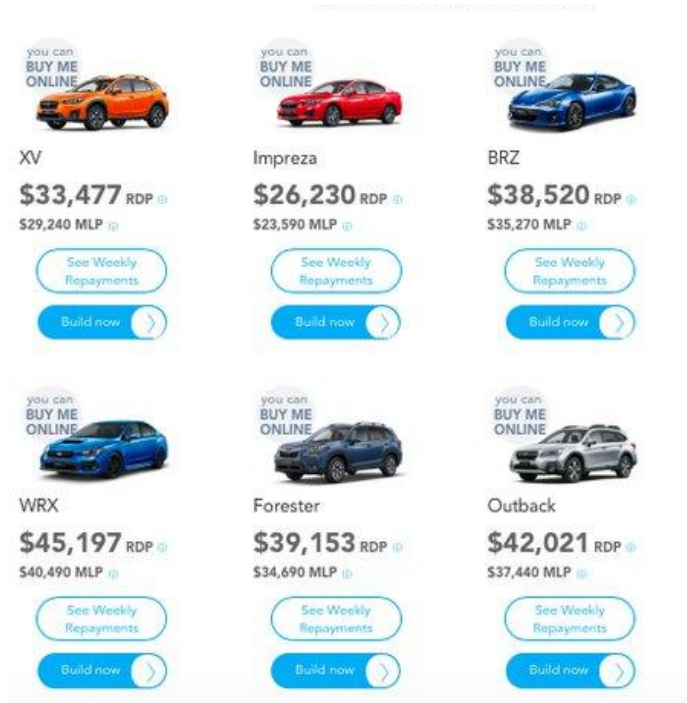 you can
BUY ME
ONLINE
XV
$33,477 RDP
$29,240 MLP
See Weekly
Repayments
Build now
you can
BUY ME
ONLINE
Impreza
$26,230 RDP
$23,590 MLP
See Weekly
Repayments
Build now
you can
BUY ME
ONLINE
BRZ
$38,520 RDP
$35,270 MLP
See Weekly
Repayments
Build now
you can
BUY ME
ONLINE
WRX
$45,197 RDP
$40,490 MLP
See Weekly
Repayments
Build now
you can
BUY ME
ONLINE
Forester
$39,153 RDP
$34,690 MLP
See Weekly
Repayments
Build now
you can
BUY ME
ONLINE
Outback
$42,021 RDP
$37,440 MLP
See Weekly
Repayments
Build now